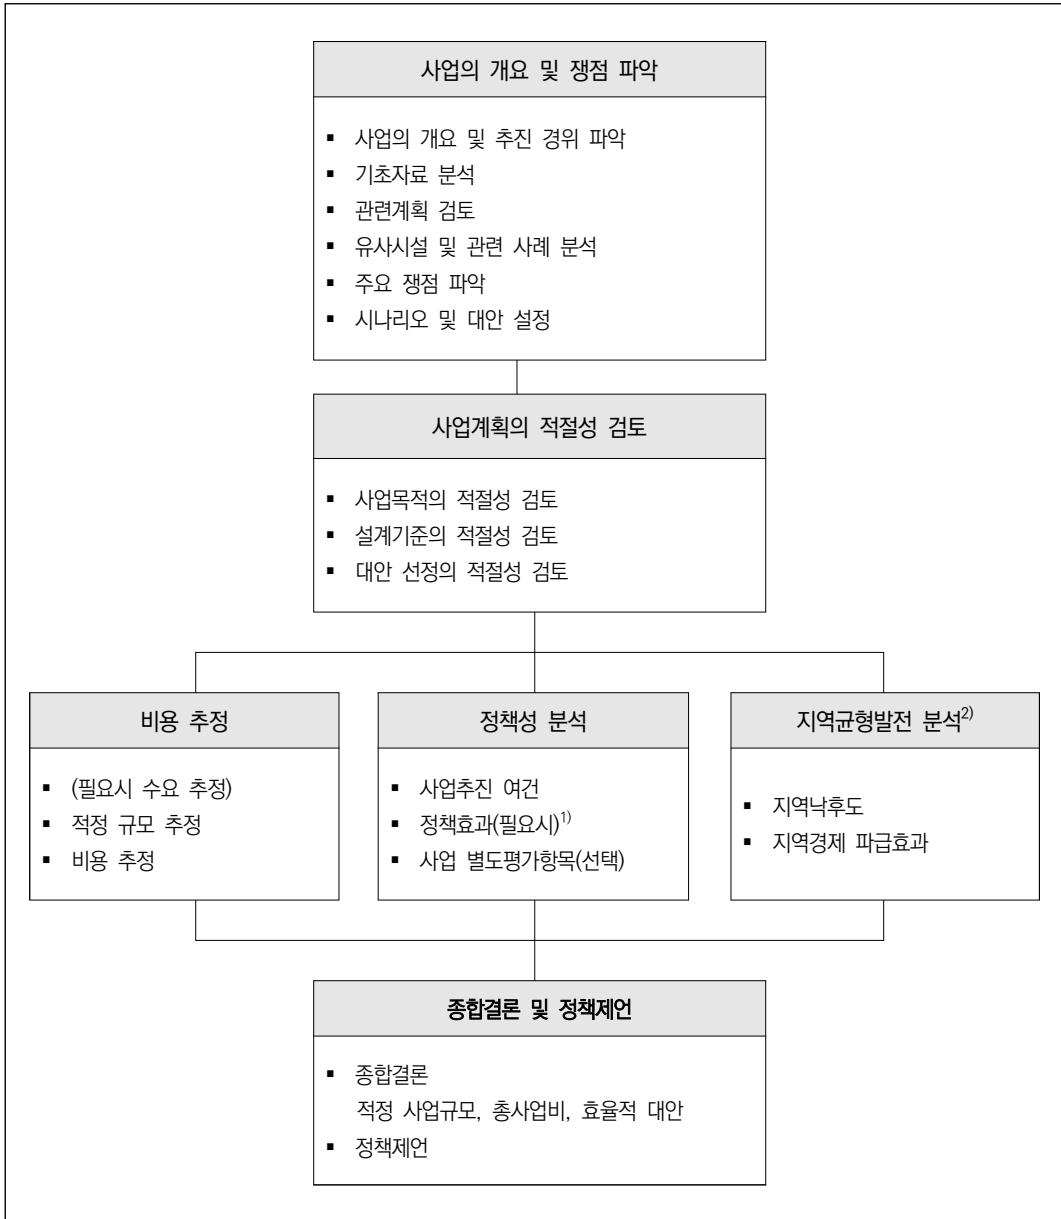 사업의 개요 및 쟁점 파악
▪ 사업의 개요 및 추진 경위 파악
▪ 기초자료 분석
▪ 관련계획 검토
▪ 유사시설 및 관련 사례 분석
▪ 주요 쟁점 파악
▪ 시나리오 및 대안 설정
사업계획의 적절성 검토
▪ 사업목적의 적절성 검토
▪ 설계기준의 적절성 검토
▪ 대안 선정의 적절성 검토
비용 추정
▪ (필요시 수요 추정)
▪ 적정 규모 추정
▪ 비용 추정
정책성 분석
▪ 사업추진 여건
▪ 정책효과(필요시)1)
▪ 사업 별도평가항목(선택)
지역균형발전 분석2)
▪ 지역낙후도
▪ 지역경제 파급효과
종합결론 및 정책제언
▪ 종합결론
적정 사업규모, 총사업비, 효율적 대안
▪ 정책제언